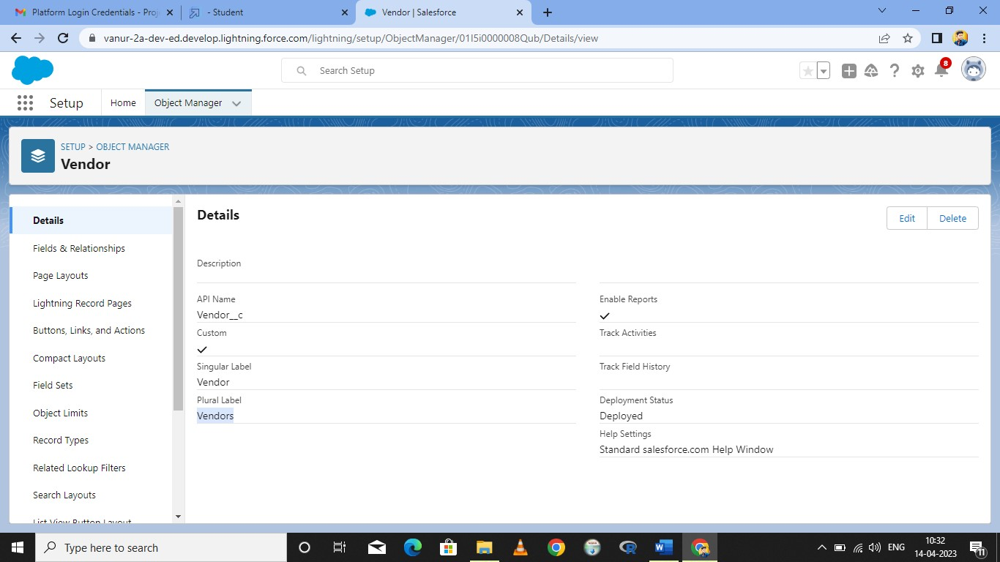 Platform Login Credentials - Proj
- Student
Vendor | Salesforce
vanur-2a-dev-ed.develop.lightning.force.com/lightning/setup/ObjectManager/01I5i0000008Qub/Details/view
Search Setup
8
Setup
Home
Object Manager
SETUP > OBJECT MANAGER
Vendor
Details
Fields & Relationships
Page Layouts
Lightning Record Pages
Buttons, Links, and Actions
Compact Layouts
Field Sets
Object Limits
Record Types
Related Lookup Filters
Search Layouts
List View Button Layout
Details
Edit
Delete
Description
API Name
Vendor__c
Custom
Singular Label
Vendor
Plural Label
Vendors
Enable Reports
Track Activities
Track Field History
Deployment Status
Deployed
Help Settings
Standard salesforce.com Help Window
Type here to search
ENG
10:32
14-04-2023
11